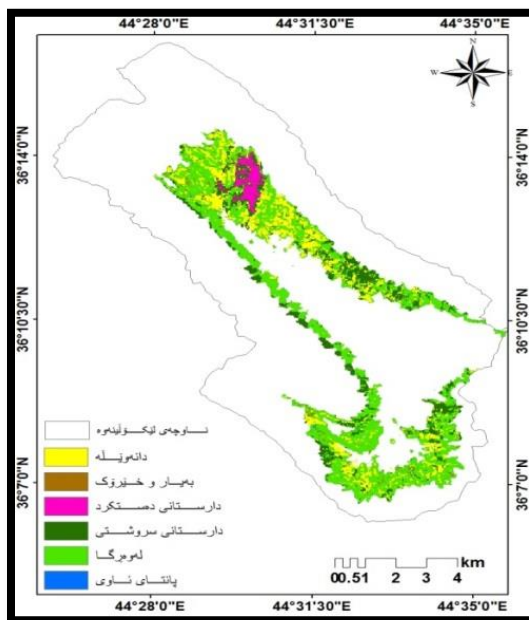 44°28'0"E 44°31'30"E 44°35'0"E
N
W E
S
36°14'0"N 36°14'0"N
36°10'30"N 36°10'30"N
ناوچەی لێکۆڵینەوە
دانەوێڵە
بەیار و خێرۆک
دارستانی دەستکرد
دارستانی سروشتی
لەوەڕگا
پانتای ئاوی
36°7'0"N 36°7'0"N
km
0 0.5 1 2 3 4
44°28'0"E 44°31'30"E 44°35'0"E